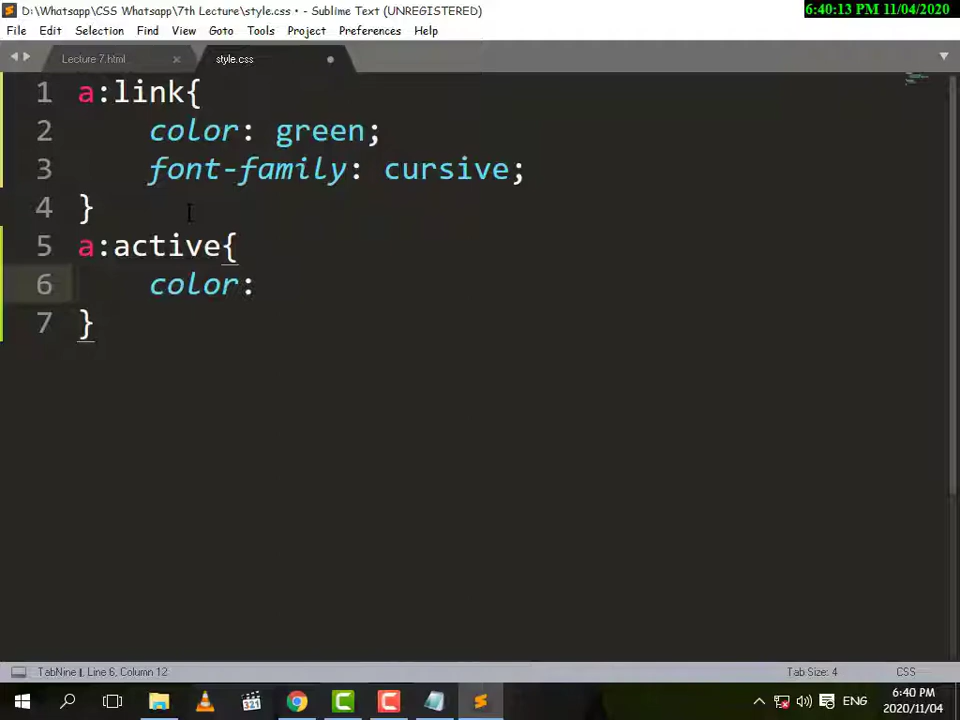 D:\Whatsapp\CSS Whatsapp\7th Lecture\style.css • - Sublime Text (UNREGISTERED)
6:40:13 PM 11/04/2020
File Edit Selection Find View Goto Tools Project Preferences Help
Lecture 7.html × style.css
1 a:link{
2 color: green;
3 font-family: cursive;
4 }
5 a:active{
6 color:
7 }
TabNine |, Line 6, Column 12 Tab Size: 4 CSS
321 ENG 6:40 PM
2020/11/04